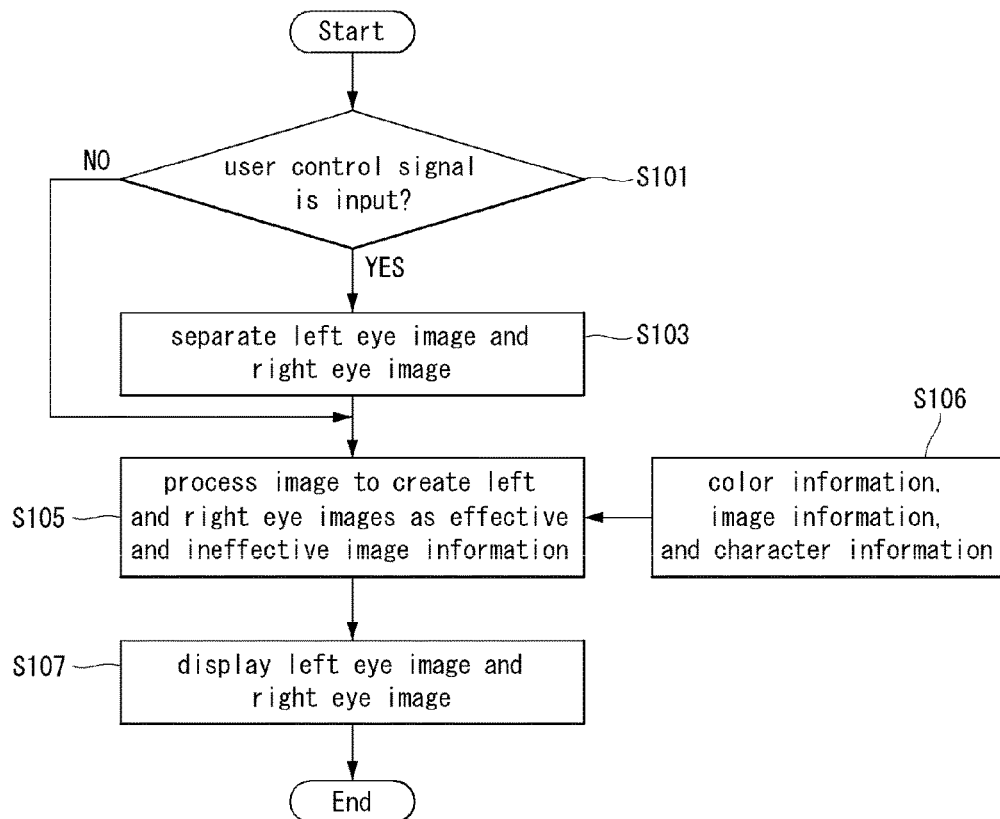 Start
NO
user control signal
is input?
S101
YES
separate left eye image and
right eye image
S103
S106
process image to create left
and right eye images as effective
and ineffective image information
S105
color information,
image information,
and character information
S107
display left eye image and
right eye image
End